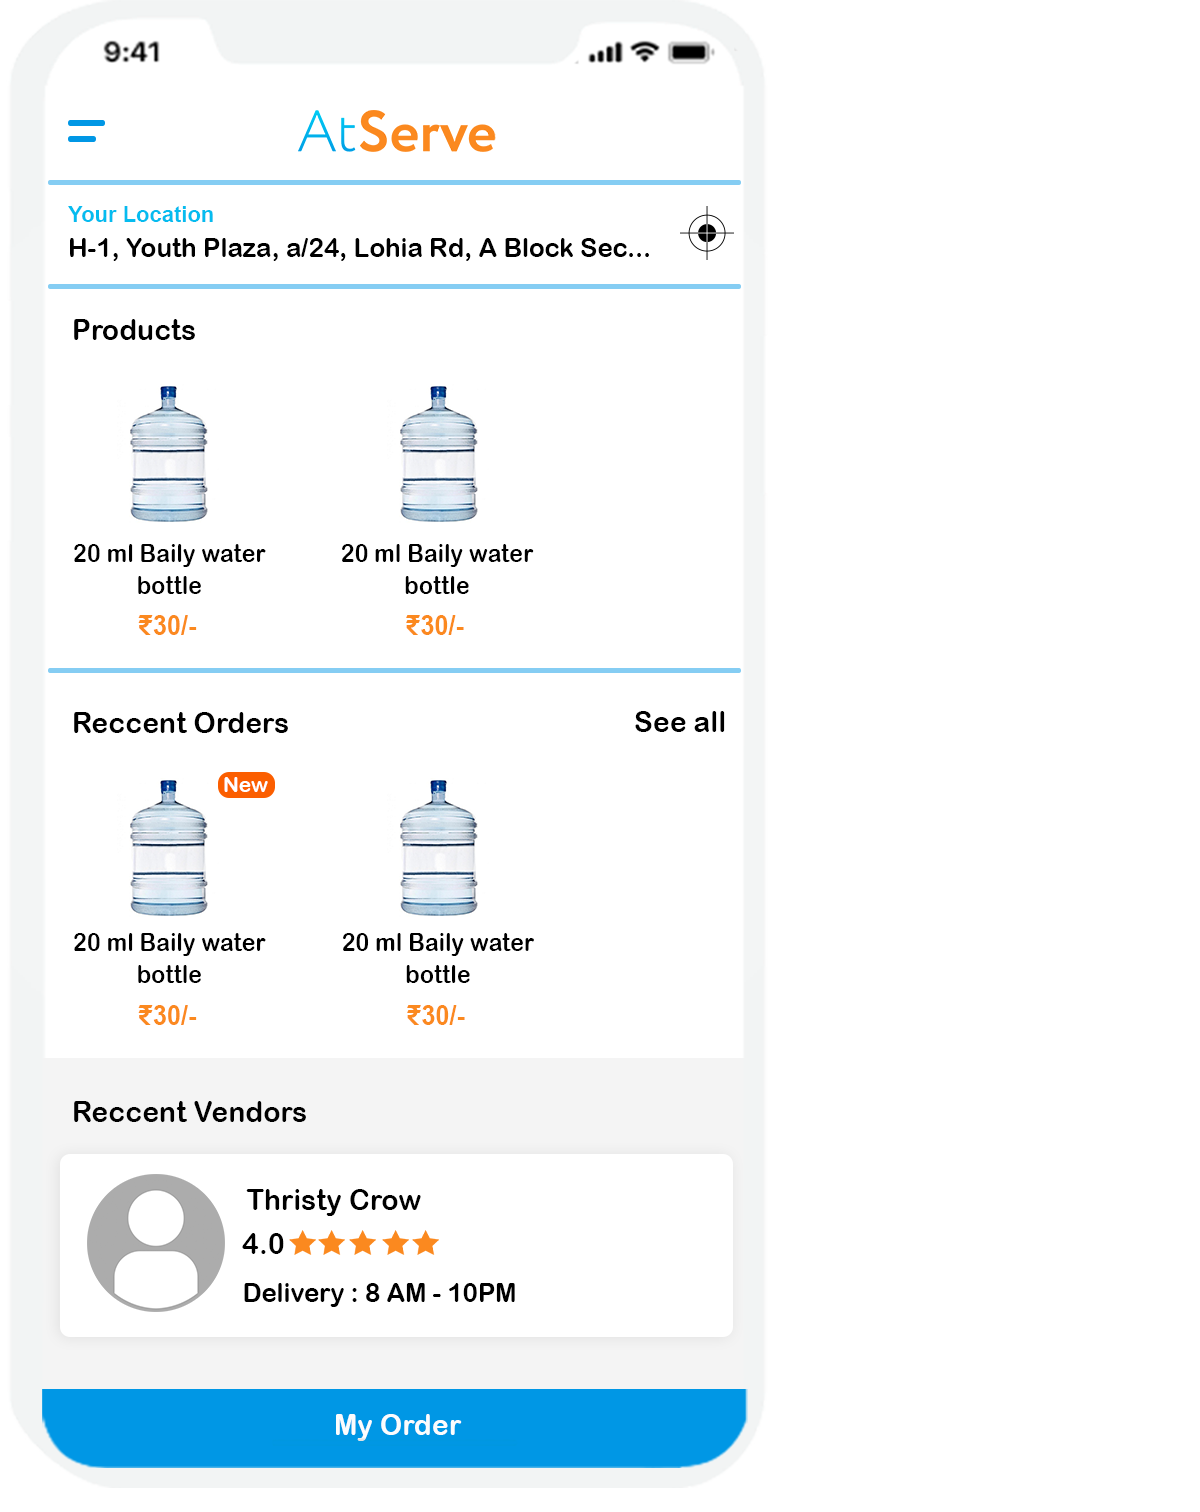 9:41
AtServe
Your Location
H-1, Youth Plaza, a/24, Lohia Rd, A Block Sec...
Products
20 ml Baily water
bottle
₹30/-
20 ml Baily water
bottle
₹30/-
Reccent Orders
See all
New
20 ml Baily water
bottle
₹30/-
20 ml Baily water
bottle
₹30/-
Reccent Vendors
Thristy Crow
4.0
Delivery : 8 AM - 10PM
My Order